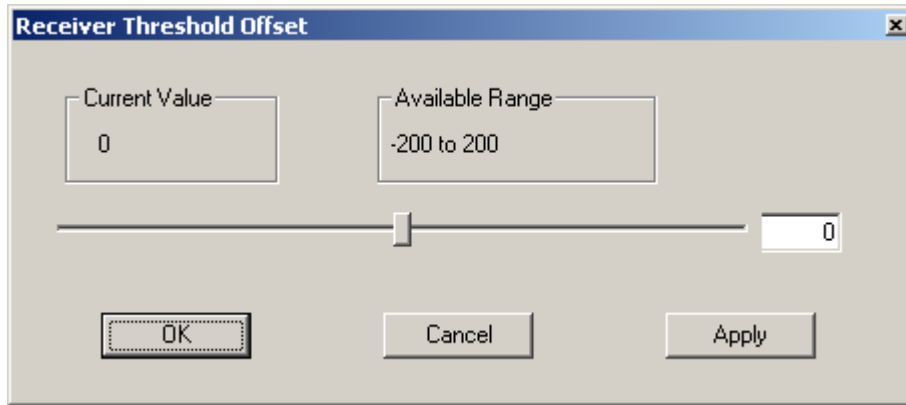 Receiver Threshold Offset
Current Value
Available Range
0
-200 to 200
0
OK
Cancel
Apply